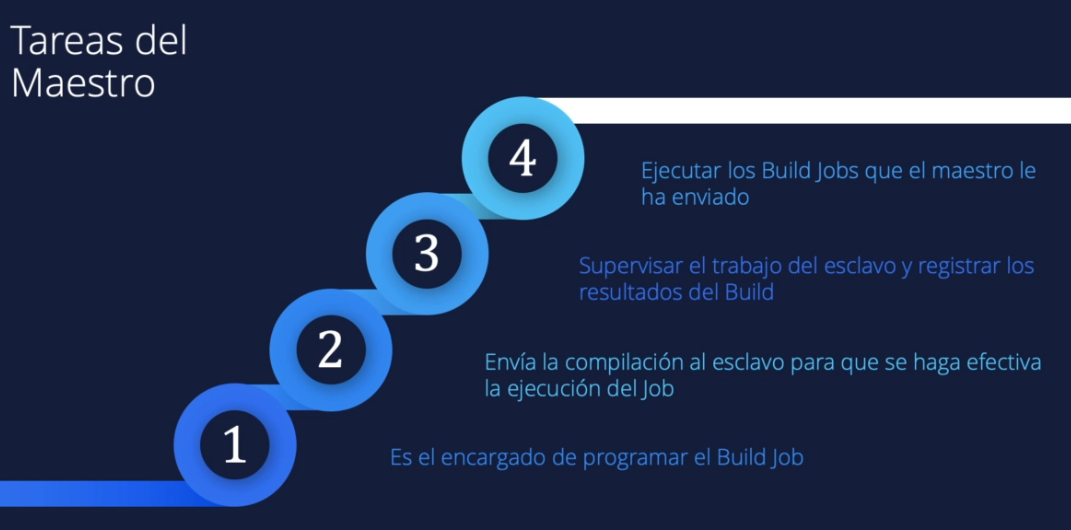 Tareas del
Maestro
4
Ejecutar los Build Jobs que el maestro le
ha enviado
3
Supervisar el trabajo del esclavo y registrar los
resultados del Build
2
Envía la compilación al esclavo para que se haga efectiva
la ejecución del Job
1
Es el encargado de programar el Build Job